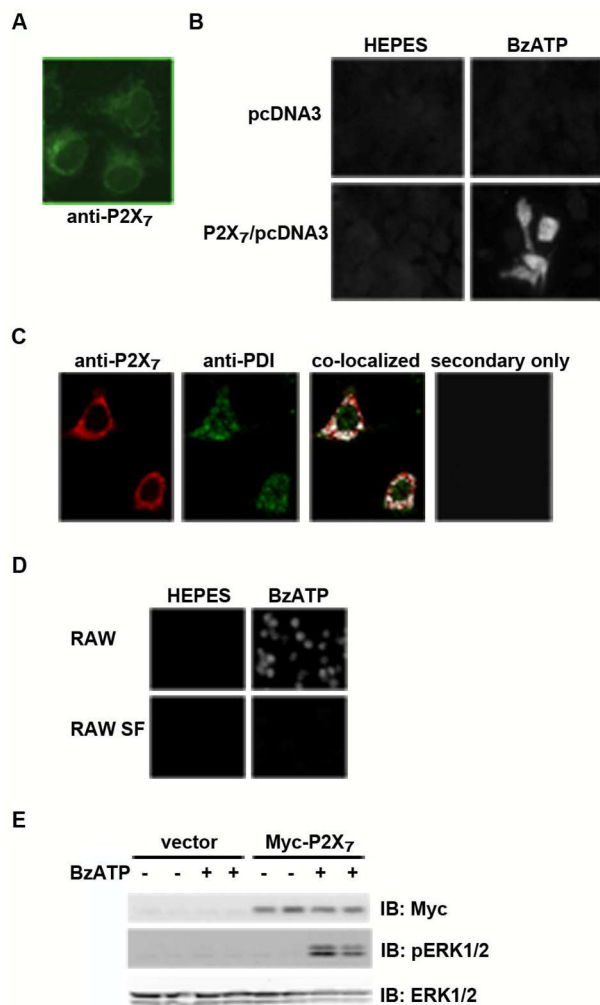 A
anti-P2X7
B
HEPES BzATP
pcDNA3
P2X7/pcDNA3
C
anti-P2X7 anti-PDI co-localized secondary only
D
HEPES BzATP
RAW
RAW SF
E
vector Myc-P2X7
BzATP - - + + - - + +
IB: Myc
IB: pERK1/2
IB: ERK1/2